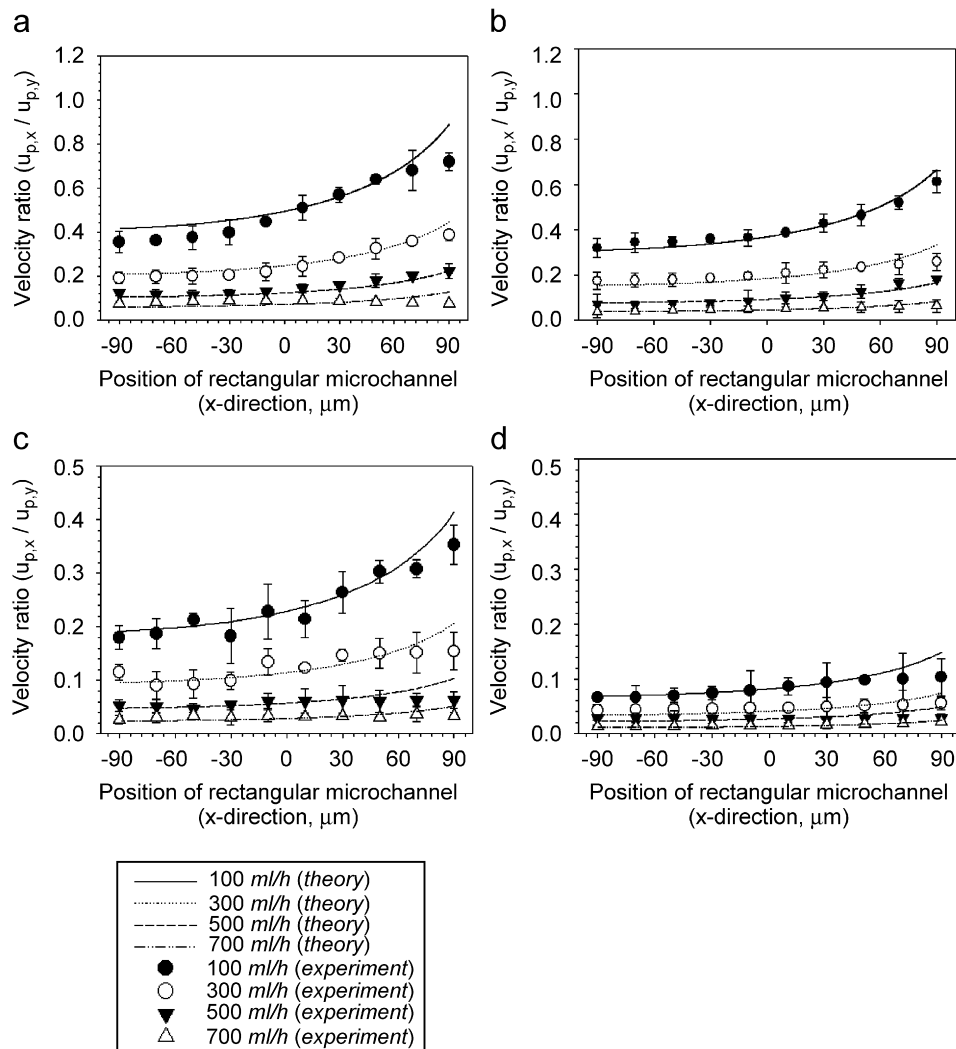 a
1.2
1.0
0.8
0.6
0.4
0.2
0.0
Velocity ratio (u_p,x / u_p,y)
-90 -60 -30 0 30 60 90
Position of rectangular microchannel
(x-direction, μm)
b
1.2
1.0
0.8
0.6
0.4
0.2
0.0
Velocity ratio (u_p,x / u_p,y)
-90 -60 -30 0 30 60 90
Position of rectangular microchannel
(x-direction, μm)
c
0.5
0.4
0.3
0.2
0.1
0.0
Velocity ratio (u_p,x / u_p,y)
-90 -60 -30 0 30 60 90
Position of rectangular microchannel
(x-direction, μm)
d
0.5
0.4
0.3
0.2
0.1
0.0
Velocity ratio (u_p,x / u_p,y)
-90 -60 -30 0 30 60 90
Position of rectangular microchannel
(x-direction, μm)
100 ml/h (theory)
300 ml/h (theory)
500 ml/h (theory)
700 ml/h (theory)
100 ml/h (experiment)
300 ml/h (experiment)
500 ml/h (experiment)
700 ml/h (experiment)